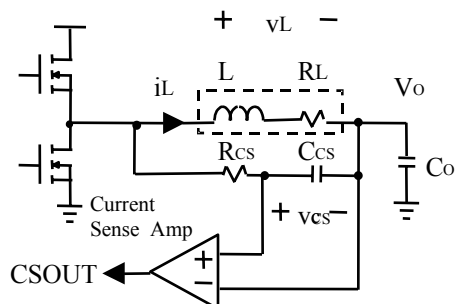 + vL −
iL L RL VO
RCS CCS CO
Current
Sense Amp
+ vcs −
CSOUT
+
−